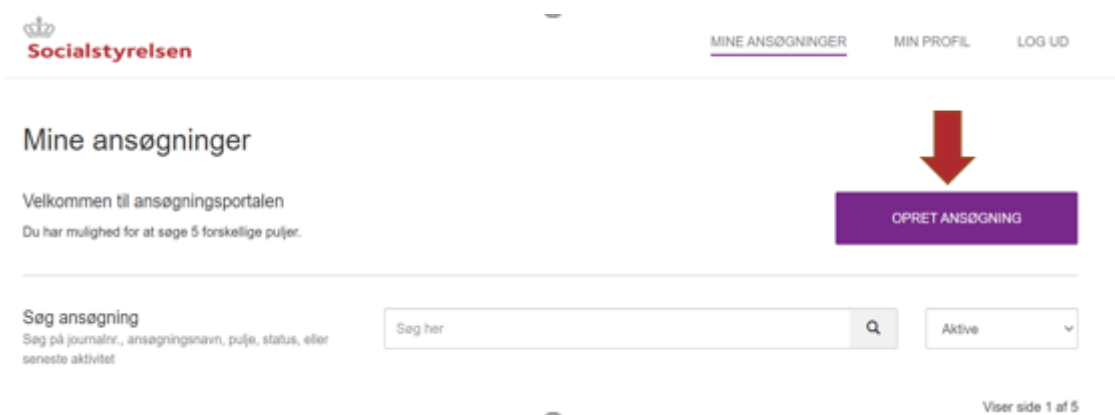 Socialstyrelsen
MINE ANSØGNINGER MIN PROFIL LOG UD
Mine ansøgninger
Velkommen til ansøgningsportalen
Du har mulighed for at søge 5 forskellige puljer.
OPRET ANSØGNING
Søg ansøgning
Søg på journalnr., ansøgningsnavn, pulje, status, eller
seneste aktivitet
Søg her
Aktive
Viser side 1 af 5